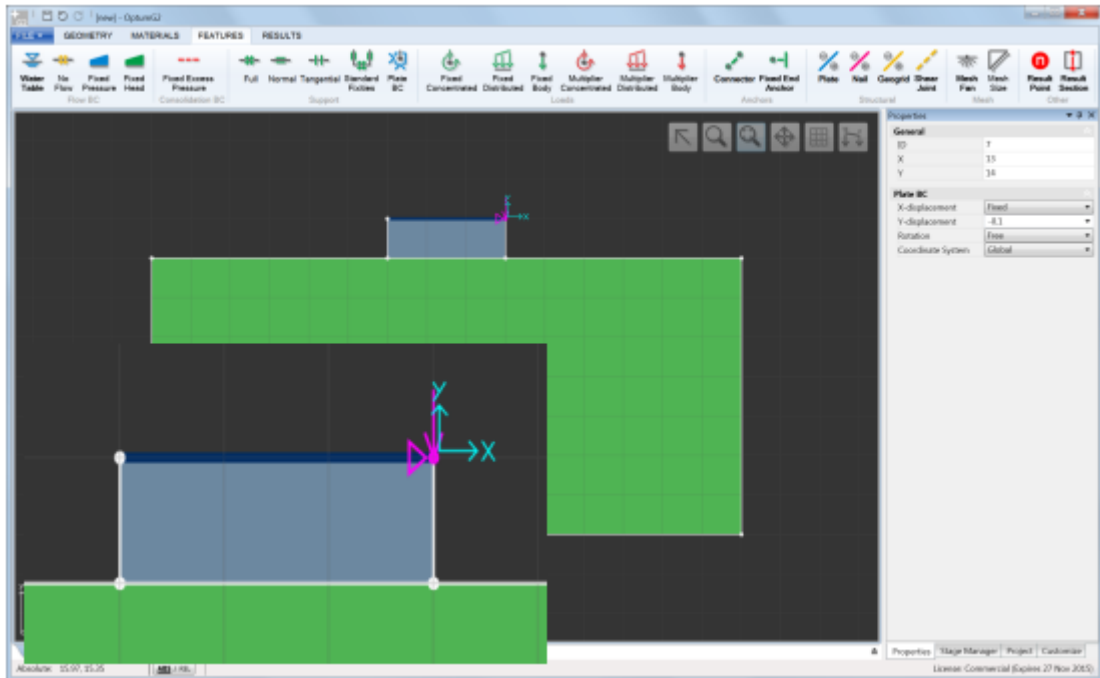 [new] - OptumG2
FILE GEOMETRY MATERIALS FEATURES RESULTS
Water Table
No Flow
Fixed Pressure
Fixed Head
Flow BC
Fixed Excess Pressure
Consolidation BC
Full
Normal
Tangential
Standard Fixities
Plate BC
Support
Fixed Concentrated
Fixed Distributed
Fixed Body
Multiplier Concentrated
Multiplier Distributed
Multiplier Body
Loads
Connector
Fixed End Anchor
Anchors
Plate
Nail
Geogrid
Shear Joint
Structural
Mesh Fan
Mesh Size
Mesh
Result Point
Result Section
Other
Properties
General
ID 7
X 13
Y 14
Plate BC
X-displacement Fixed
Y-displacement -0.1
Rotation Free
Coordinate System Global
x
Y
X
Absolute: 15.97, 15.35 ABS / REL
Properties Stage Manager Project Customize
License: Commercial (Expires 27 Nov 2015)